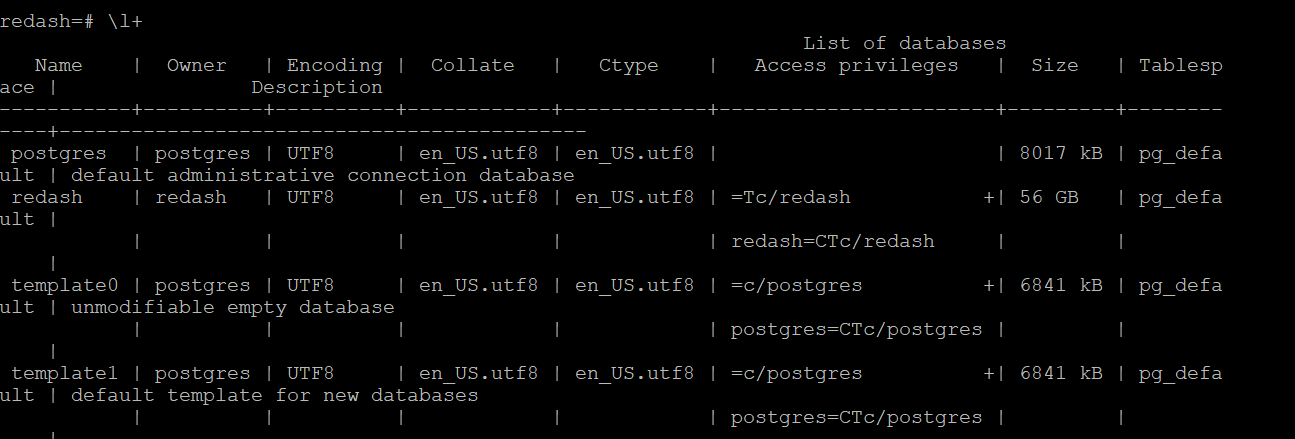 redash=# \l+
List of databases
Name | Owner | Encoding | Collate | Ctype | Access privileges | Size | Tablesp
ace | Description
-----------+----------+----------+------------+------------+-----------------------+---------+--------
----+--------------------------------------------
postgres | postgres | UTF8 | en_US.utf8 | en_US.utf8 | | 8017 kB | pg_defa
ult | default administrative connection database
redash | redash | UTF8 | en_US.utf8 | en_US.utf8 | =Tc/redash +| 56 GB | pg_defa
ult |
| | | | | redash=CTc/redash | |
|
template0 | postgres | UTF8 | en_US.utf8 | en_US.utf8 | =c/postgres +| 6841 kB | pg_defa
ult | unmodifiable empty database
| | | | | postgres=CTc/postgres | |
|
template1 | postgres | UTF8 | en_US.utf8 | en_US.utf8 | =c/postgres +| 6841 kB | pg_defa
ult | default template for new databases
| | | | | postgres=CTc/postgres | |
|